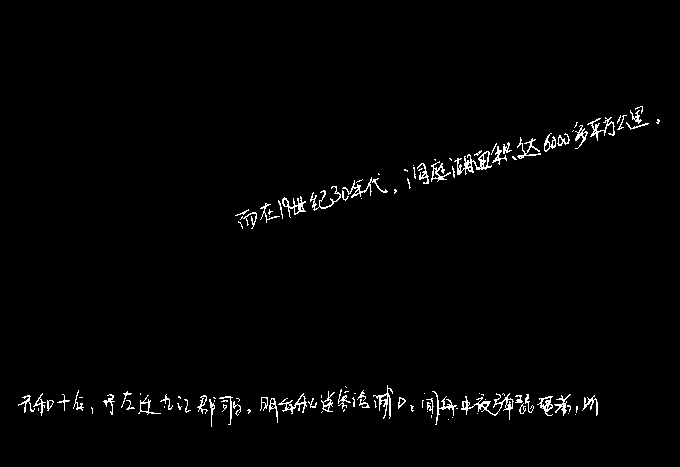 而在19世纪30年代，洞庭湖面积达6000多平方公里。
元和十年，予左迁九江郡司马。明年秋，送客湓浦口，闻舟中夜弹琵琶者，听